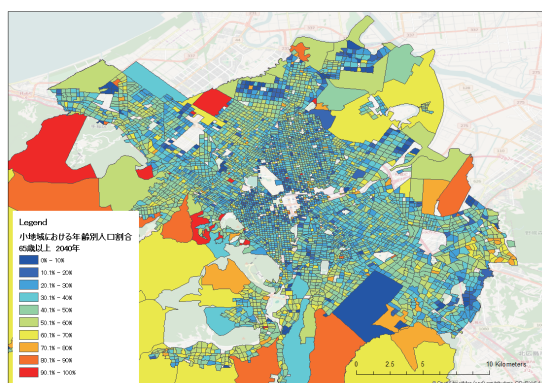 Legend
小地域における年齢別人口割合
65歳以上 2040年
0% - 10%
10.1% - 20%
20.1% - 30%
30.1% - 40%
40.1% - 50%
50.1% - 60%
60.1% - 70%
70.1% - 80%
80.1% - 90%
90.1% - 100%
0 2.5 5 10 Kilometers